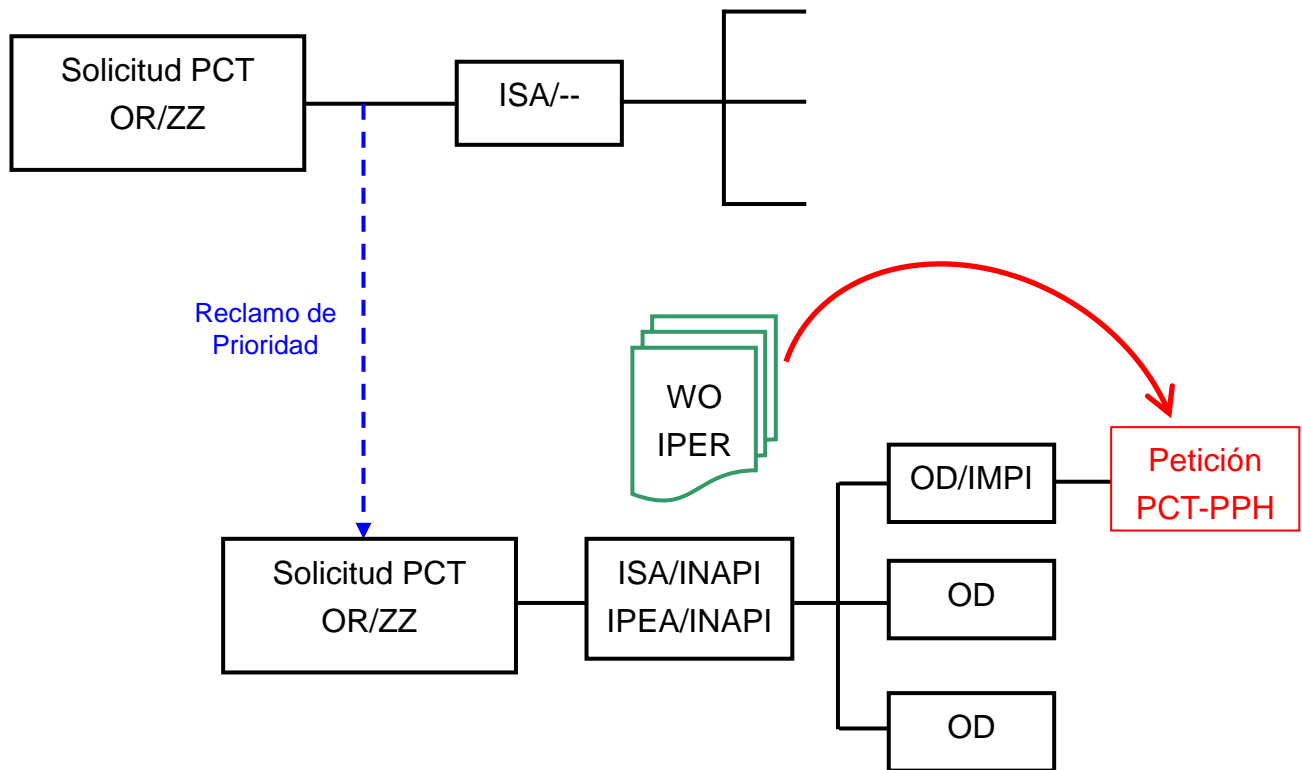 Solicitud PCT
OR/ZZ
ISA/--
Reclamo de
Prioridad
WO
IPER
OD/IMPI
Petición
PCT-PPH
Solicitud PCT
OR/ZZ
ISA/INAPI
IPEA/INAPI
OD
OD